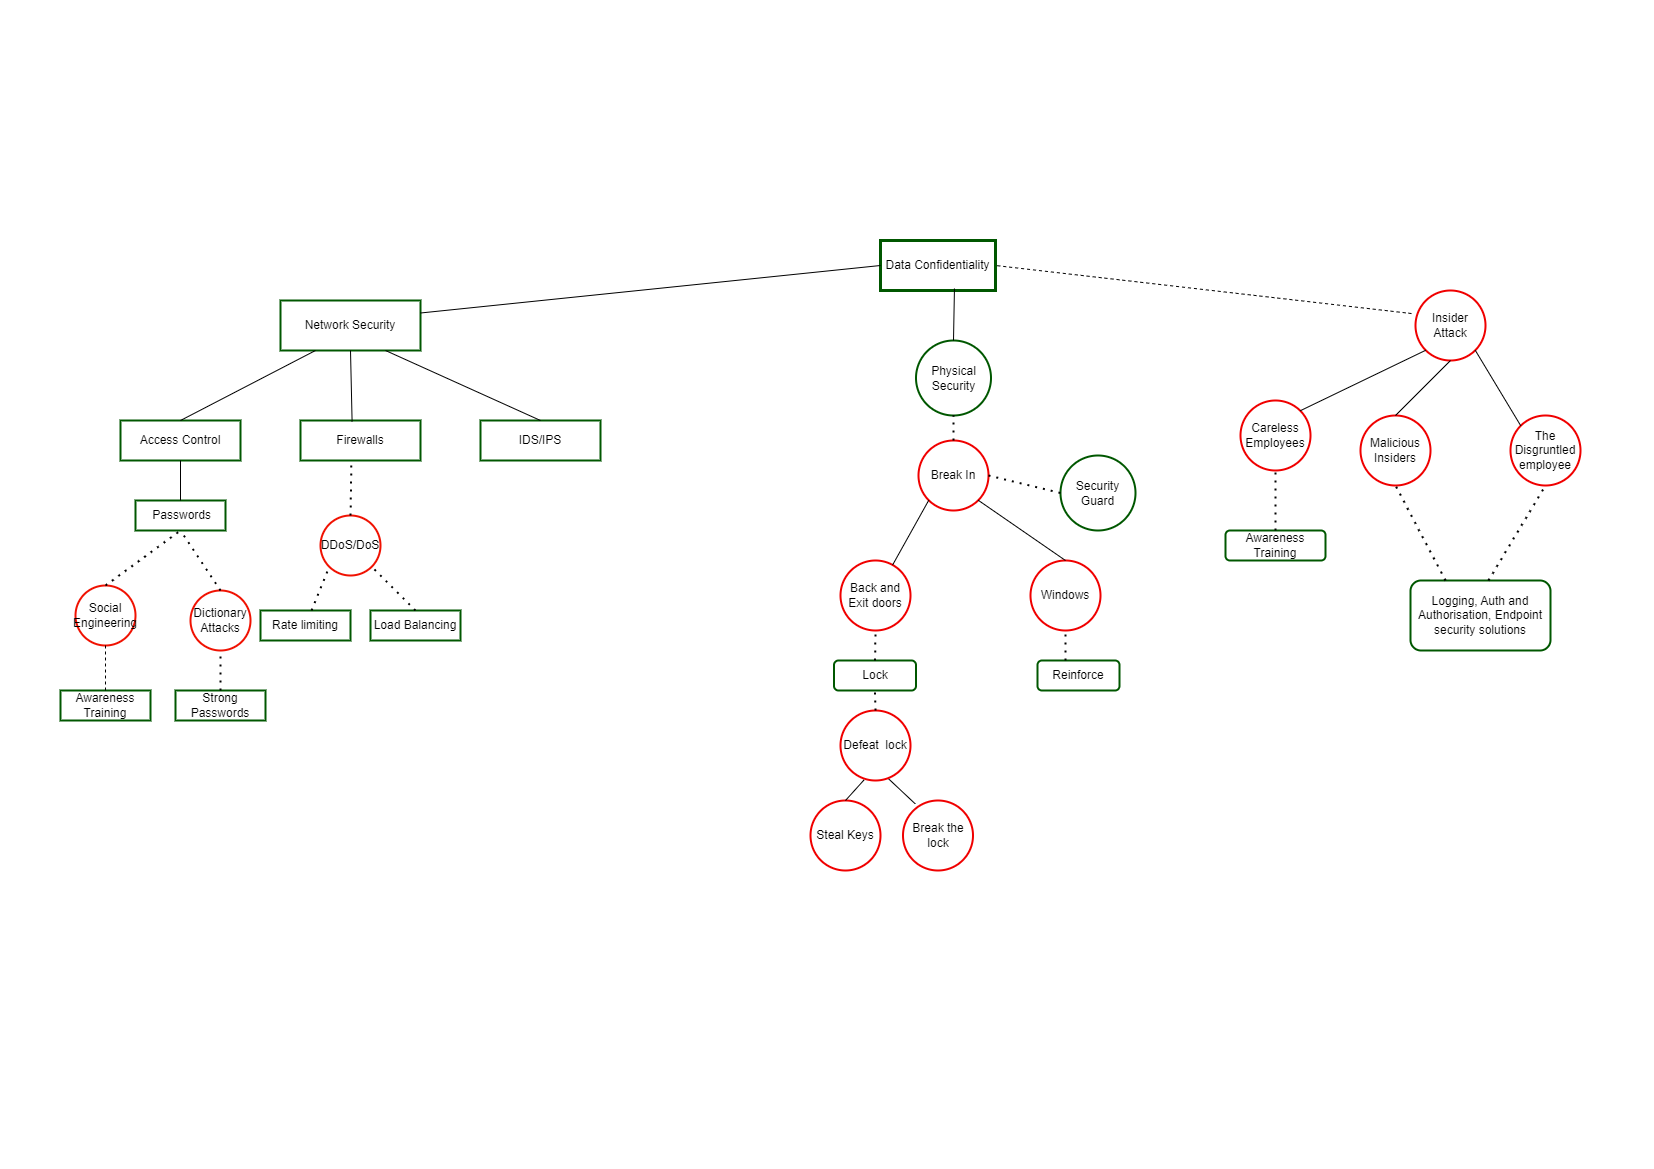 Data Confidentiality
Network Security
Insider
Attack
Physical
Security
Access Control
Firewalls
IDS/IPS
Careless
Employees
Malicious
Insiders
The
Disgruntled
employee
Break In
Security
Guard
Passwords
DDoS/DoS
Awareness
Training
Social
Engineering
Dictionary
Attacks
Rate limiting
Load Balancing
Back and
Exit doors
Windows
Logging, Auth and
Authorisation, Endpoint
security solutions
Awareness
Training
Strong
Passwords
Lock
Reinforce
Defeat  lock
Steal Keys
Break the
lock